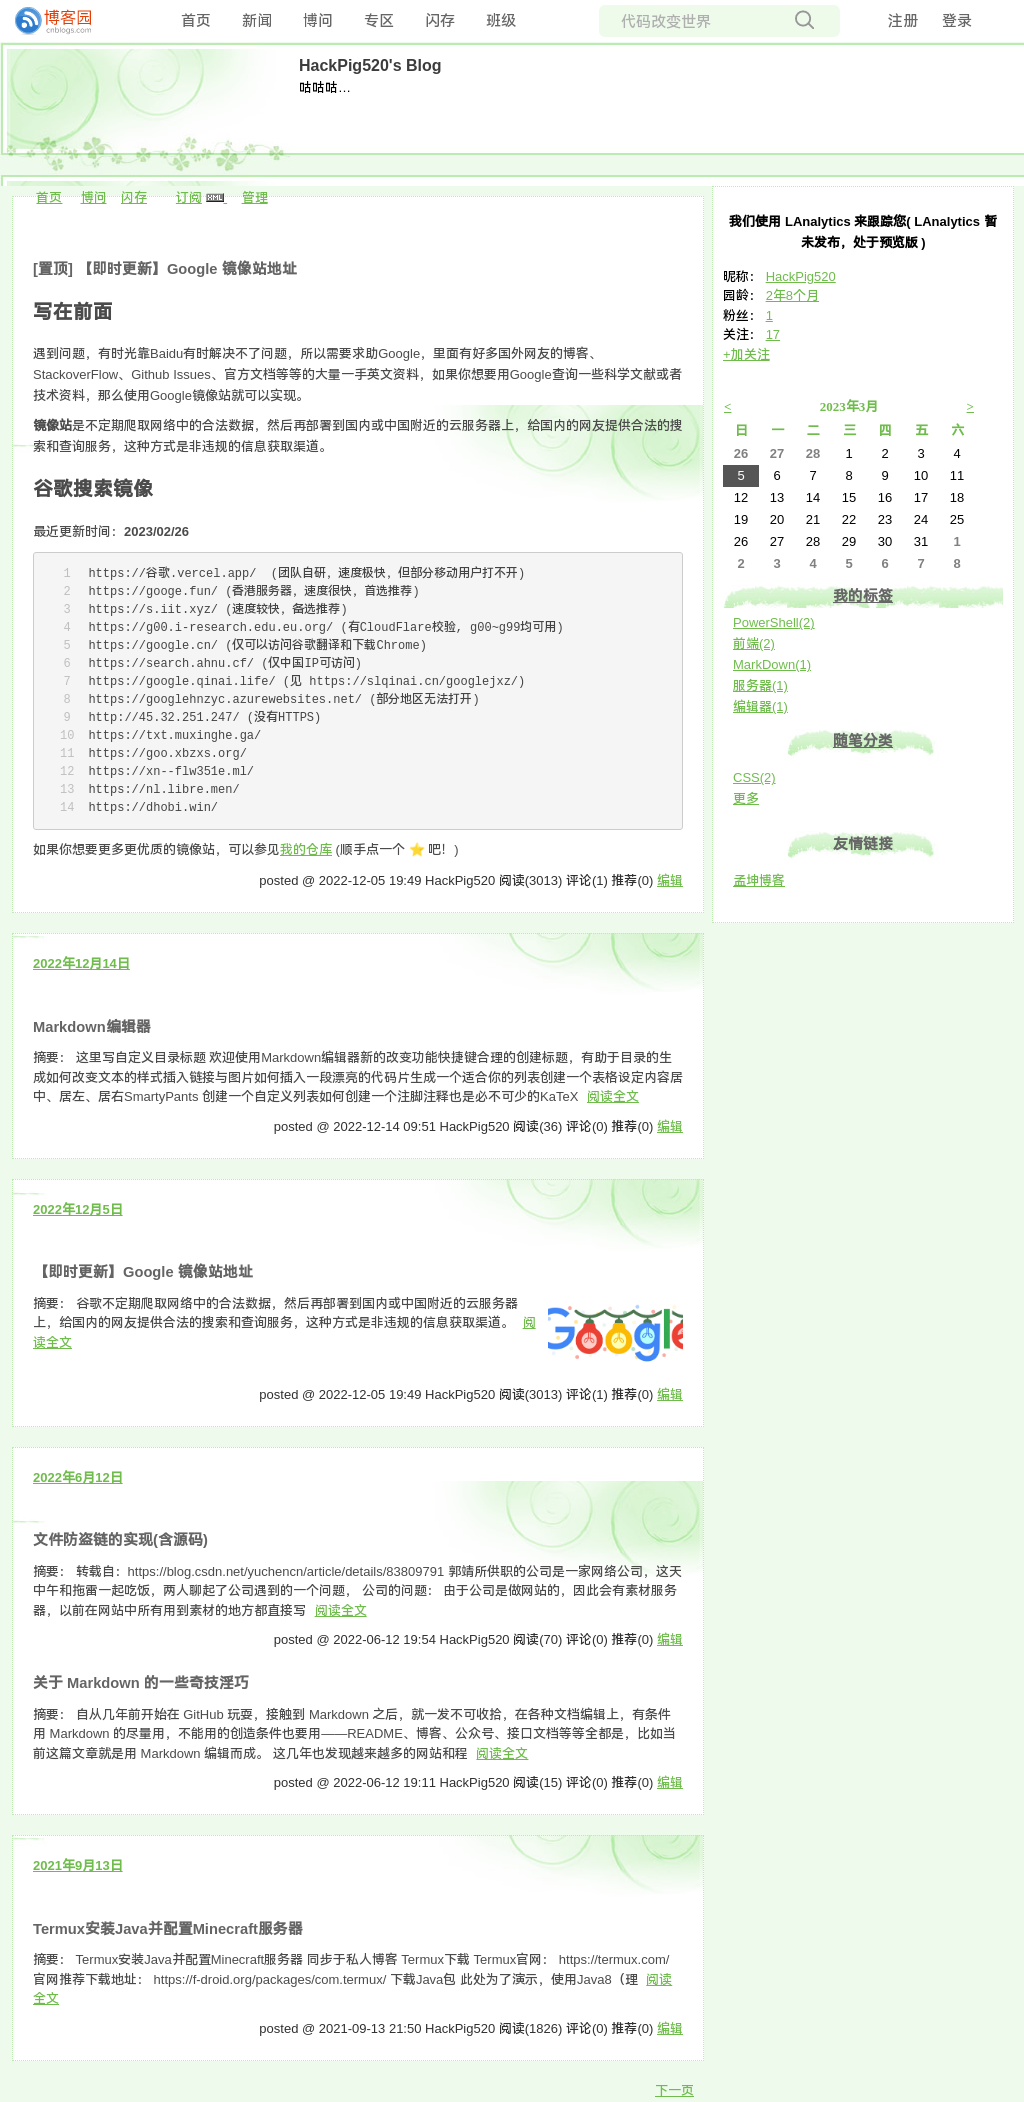 博客园
cnblogs.com
首页 新闻 博问 专区 闪存 班级
代码改变世界
注册 登录
HackPig520's Blog
咕咕咕...
首页 博问 闪存 订阅 XML 管理
[置顶] 【即时更新】Google 镜像站地址
写在前面
遇到问题，有时光靠Baidu有时解决不了问题，所以需要求助Google，里面有好多国外网友的博客、
StackoverFlow、Github Issues、官方文档等等的大量一手英文资料，如果你想要用Google查询一些科学文献或者
技术资料，那么使用Google镜像站就可以实现。
镜像站是不定期爬取网络中的合法数据，然后再部署到国内或中国附近的云服务器上，给国内的网友提供合法的搜
索和查询服务，这种方式是非违规的信息获取渠道。
谷歌搜索镜像
最近更新时间：2023/02/26
1 https://谷歌.vercel.app/ (团队自研，速度极快，但部分移动用户打不开)
2 https://googe.fun/ (香港服务器，速度很快，首选推荐)
3 https://s.iit.xyz/ (速度较快，备选推荐)
4 https://g00.i-research.edu.eu.org/ (有CloudFlare校验, g00~g99均可用)
5 https://google.cn/ (仅可以访问谷歌翻译和下载Chrome)
6 https://search.ahnu.cf/ (仅中国IP可访问)
7 https://google.qinai.life/ (见 https://slqinai.cn/googlejxz/)
8 https://googlehnzyc.azurewebsites.net/ (部分地区无法打开)
9 http://45.32.251.247/ (没有HTTPS)
10 https://txt.muxinghe.ga/
11 https://goo.xbzxs.org/
12 https://xn--flw351e.ml/
13 https://nl.libre.men/
14 https://dhobi.win/
如果你想要更多更优质的镜像站，可以参见我的仓库 (顺手点一个 ⭐ 吧！)
posted @ 2022-12-05 19:49 HackPig520 阅读(3013) 评论(1) 推荐(0) 编辑
2022年12月14日
Markdown编辑器
摘要： 这里写自定义目录标题 欢迎使用Markdown编辑器新的改变功能快捷键合理的创建标题，有助于目录的生
成如何改变文本的样式插入链接与图片如何插入一段漂亮的代码片生成一个适合你的列表创建一个表格设定内容居
中、居左、居右SmartyPants 创建一个自定义列表如何创建一个注脚注释也是必不可少的KaTeX 阅读全文
posted @ 2022-12-14 09:51 HackPig520 阅读(36) 评论(0) 推荐(0) 编辑
2022年12月5日
【即时更新】Google 镜像站地址
摘要： 谷歌不定期爬取网络中的合法数据，然后再部署到国内或中国附近的云服务器
上，给国内的网友提供合法的搜索和查询服务，这种方式是非违规的信息获取渠道。 阅
读全文
Google
posted @ 2022-12-05 19:49 HackPig520 阅读(3013) 评论(1) 推荐(0) 编辑
2022年6月12日
文件防盗链的实现(含源码)
摘要： 转载自：https://blog.csdn.net/yuchencn/article/details/83809791 郭靖所供职的公司是一家网络公司，这天
中午和拖雷一起吃饭，两人聊起了公司遇到的一个问题， 公司的问题： 由于公司是做网站的，因此会有素材服务
器，以前在网站中所有用到素材的地方都直接写 阅读全文
posted @ 2022-06-12 19:54 HackPig520 阅读(70) 评论(0) 推荐(0) 编辑
关于 Markdown 的一些奇技淫巧
摘要： 自从几年前开始在 GitHub 玩耍，接触到 Markdown 之后，就一发不可收拾，在各种文档编辑上，有条件
用 Markdown 的尽量用，不能用的创造条件也要用——README、博客、公众号、接口文档等等全都是，比如当
前这篇文章就是用 Markdown 编辑而成。 这几年也发现越来越多的网站和程 阅读全文
posted @ 2022-06-12 19:11 HackPig520 阅读(15) 评论(0) 推荐(0) 编辑
2021年9月13日
Termux安装Java并配置Minecraft服务器
摘要： Termux安装Java并配置Minecraft服务器 同步于私人博客 Termux下载 Termux官网： https://termux.com/
官网推荐下载地址： https://f-droid.org/packages/com.termux/ 下载Java包 此处为了演示，使用Java8（理 阅读
全文
posted @ 2021-09-13 21:50 HackPig520 阅读(1826) 评论(0) 推荐(0) 编辑
下一页
我们使用 LAnalytics 来跟踪您( LAnalytics 暂
未发布，处于预览版 )
昵称： HackPig520
园龄： 2年8个月
粉丝： 1
关注： 17
+加关注
< 2023年3月 >
日 一 二 三 四 五 六
26 27 28 1 2 3 4
5 6 7 8 9 10 11
12 13 14 15 16 17 18
19 20 21 22 23 24 25
26 27 28 29 30 31 1
2 3 4 5 6 7 8
我的标签
PowerShell(2)
前端(2)
MarkDown(1)
服务器(1)
编辑器(1)
随笔分类
CSS(2)
更多
友情链接
孟坤博客